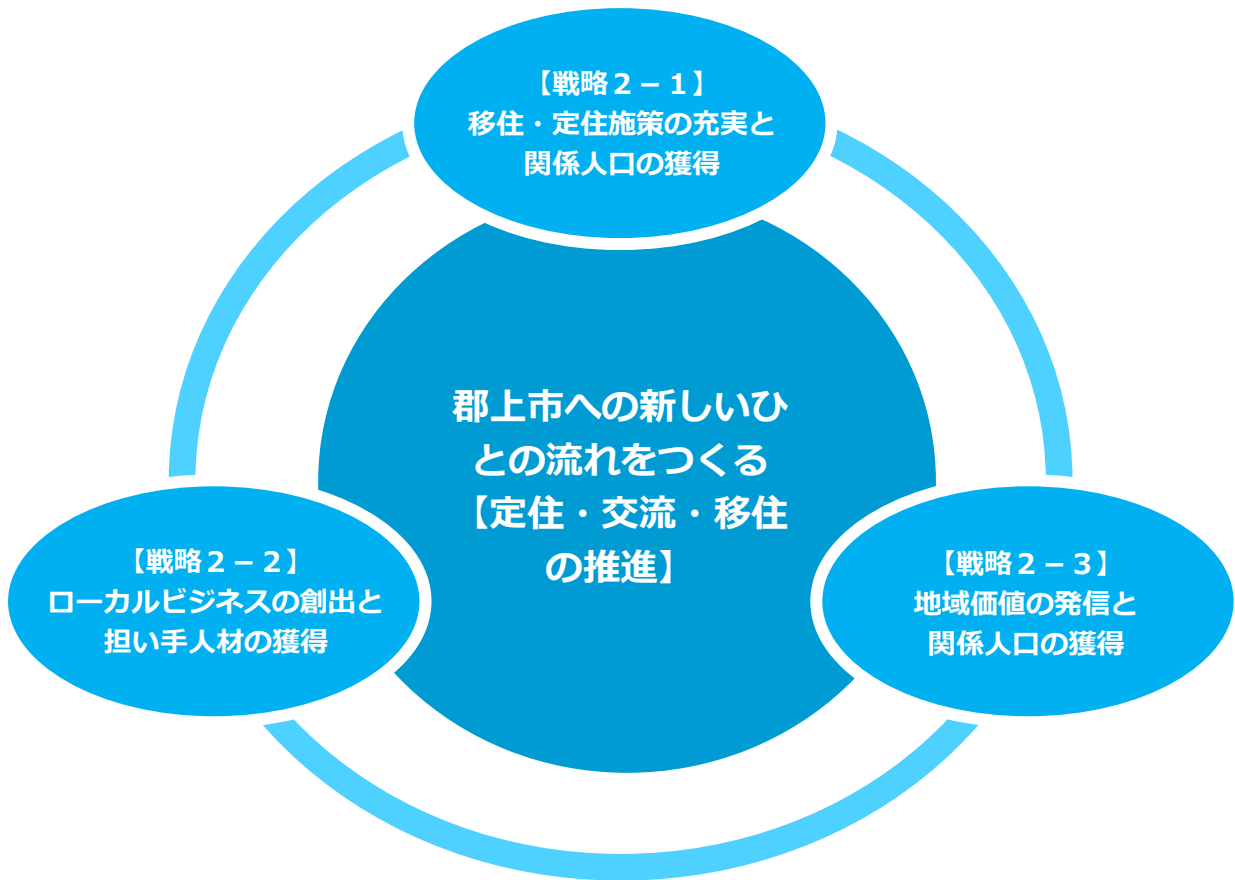 【戦略２－１】
移住・定住施策の充実と
関係人口の獲得
郡上市への新しいひ
との流れをつくる
【定住・交流・移住
の推進】
【戦略２－２】
ローカルビジネスの創出と
担い手人材の獲得
【戦略２－３】
地域価値の発信と
関係人口の獲得